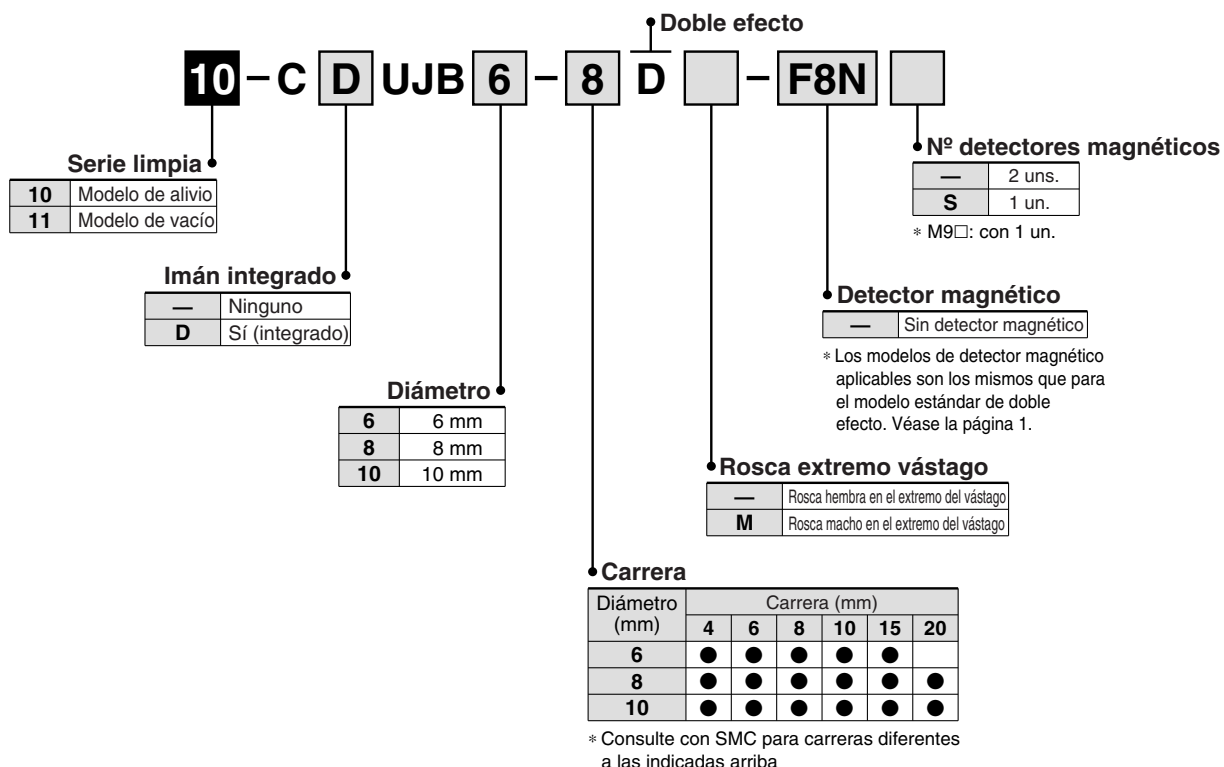 Doble efecto
10 - C D UJB 6 - 8 D - F8N
Serie limpia
10 Modelo de alivio
11 Modelo de vacío
Imán integrado
— Ninguno
D Sí (integrado)
Diámetro
6 6 mm
8 8 mm
10 10 mm
Nº detectores magnéticos
— 2 uns.
S 1 un.
* M9□: con 1 un.
Detector magnético
— Sin detector magnético
* Los modelos de detector magnético
aplicables son los mismos que para
el modelo estándar de doble
efecto. Véase la página 1.
Rosca extremo vástago
— Rosca hembra en el extremo del vástago
M Rosca macho en el extremo del vástago
Carrera
Diámetro (mm) Carrera (mm)
4 6 8 10 15 20
6 ● ● ● ● ●
8 ● ● ● ● ● ●
10 ● ● ● ● ● ●
* Consulte con SMC para carreras diferentes
a las indicadas arriba